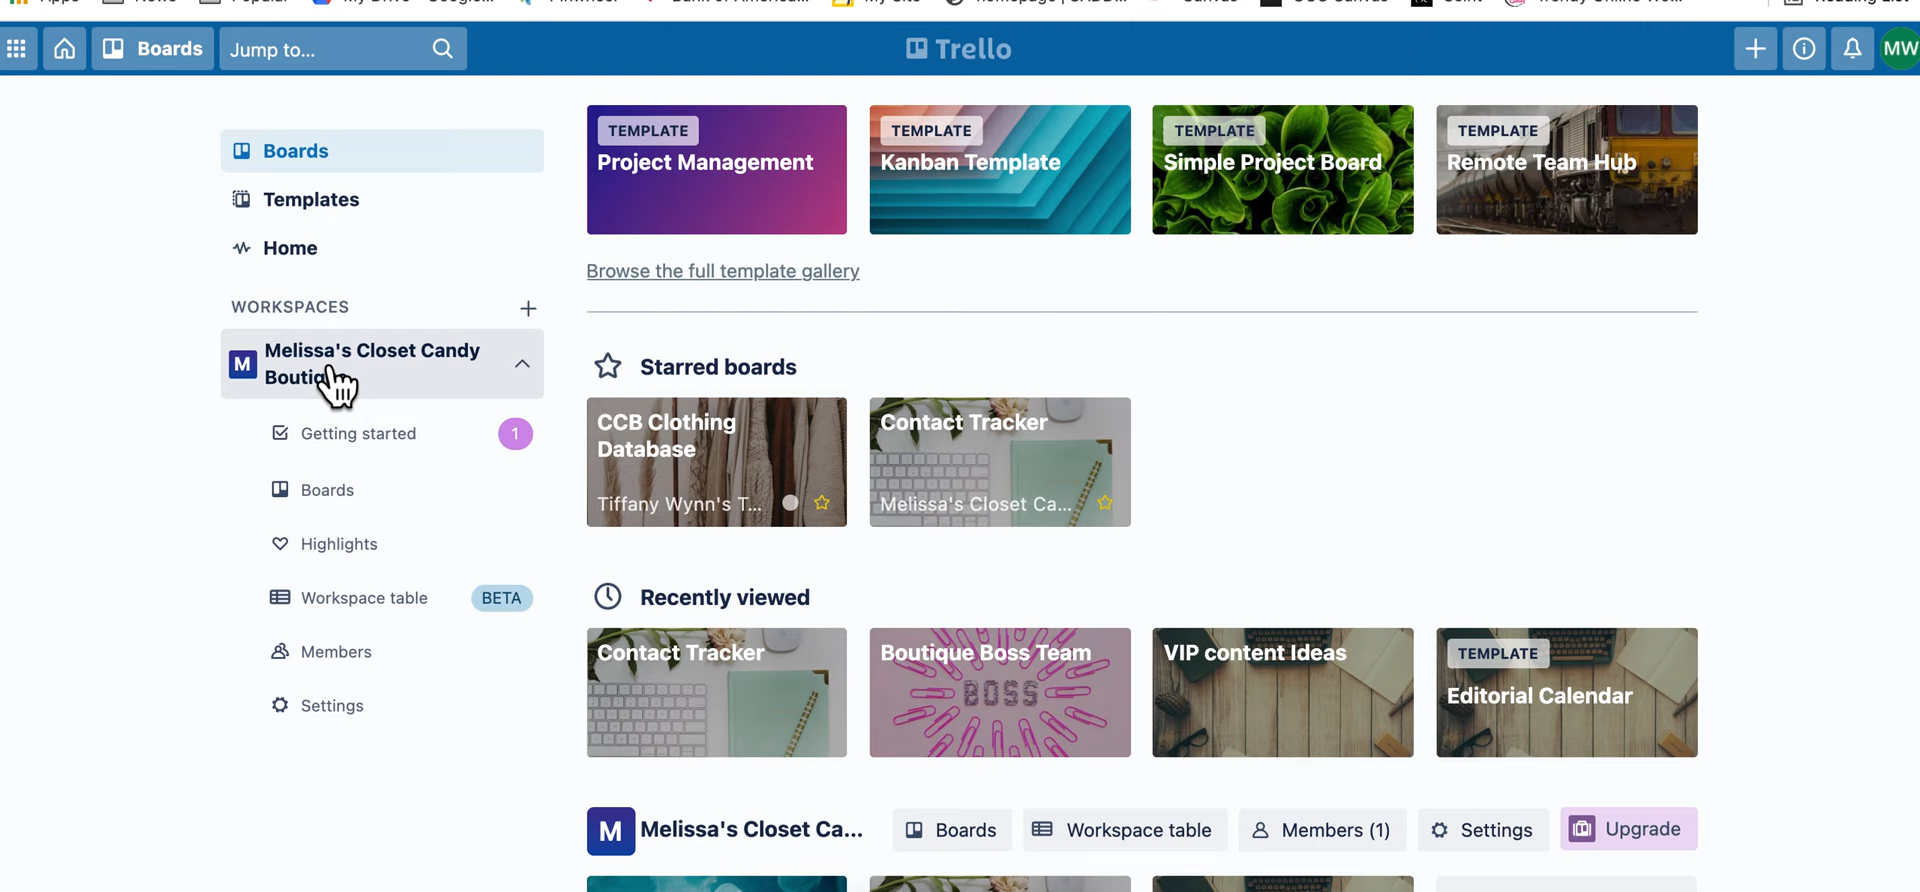 Boards
Jump to...
Trello
MW
Boards
Templates
Home
WORKSPACES
Melissa's Closet Candy
Getting started
1
Boards
Highlights
Workspace table
BETA
Members
Settings
TEMPLATE
Project Management
TEMPLATE
Kanban Template
TEMPLATE
Simple Project Board
TEMPLATE
Remote Team Hub
Browse the full template gallery
Starred boards
CCB Clothing
Database
Tiffany Wynn's T...
Contact Tracker
Melissa's Closet Ca...
Recently viewed
Contact Tracker
Boutique Boss Team
BOSS
VIP content Ideas
TEMPLATE
Editorial Calendar
M
Melissa's Closet Ca...
Boards
Workspace table
Members (1)
Settings
Upgrade